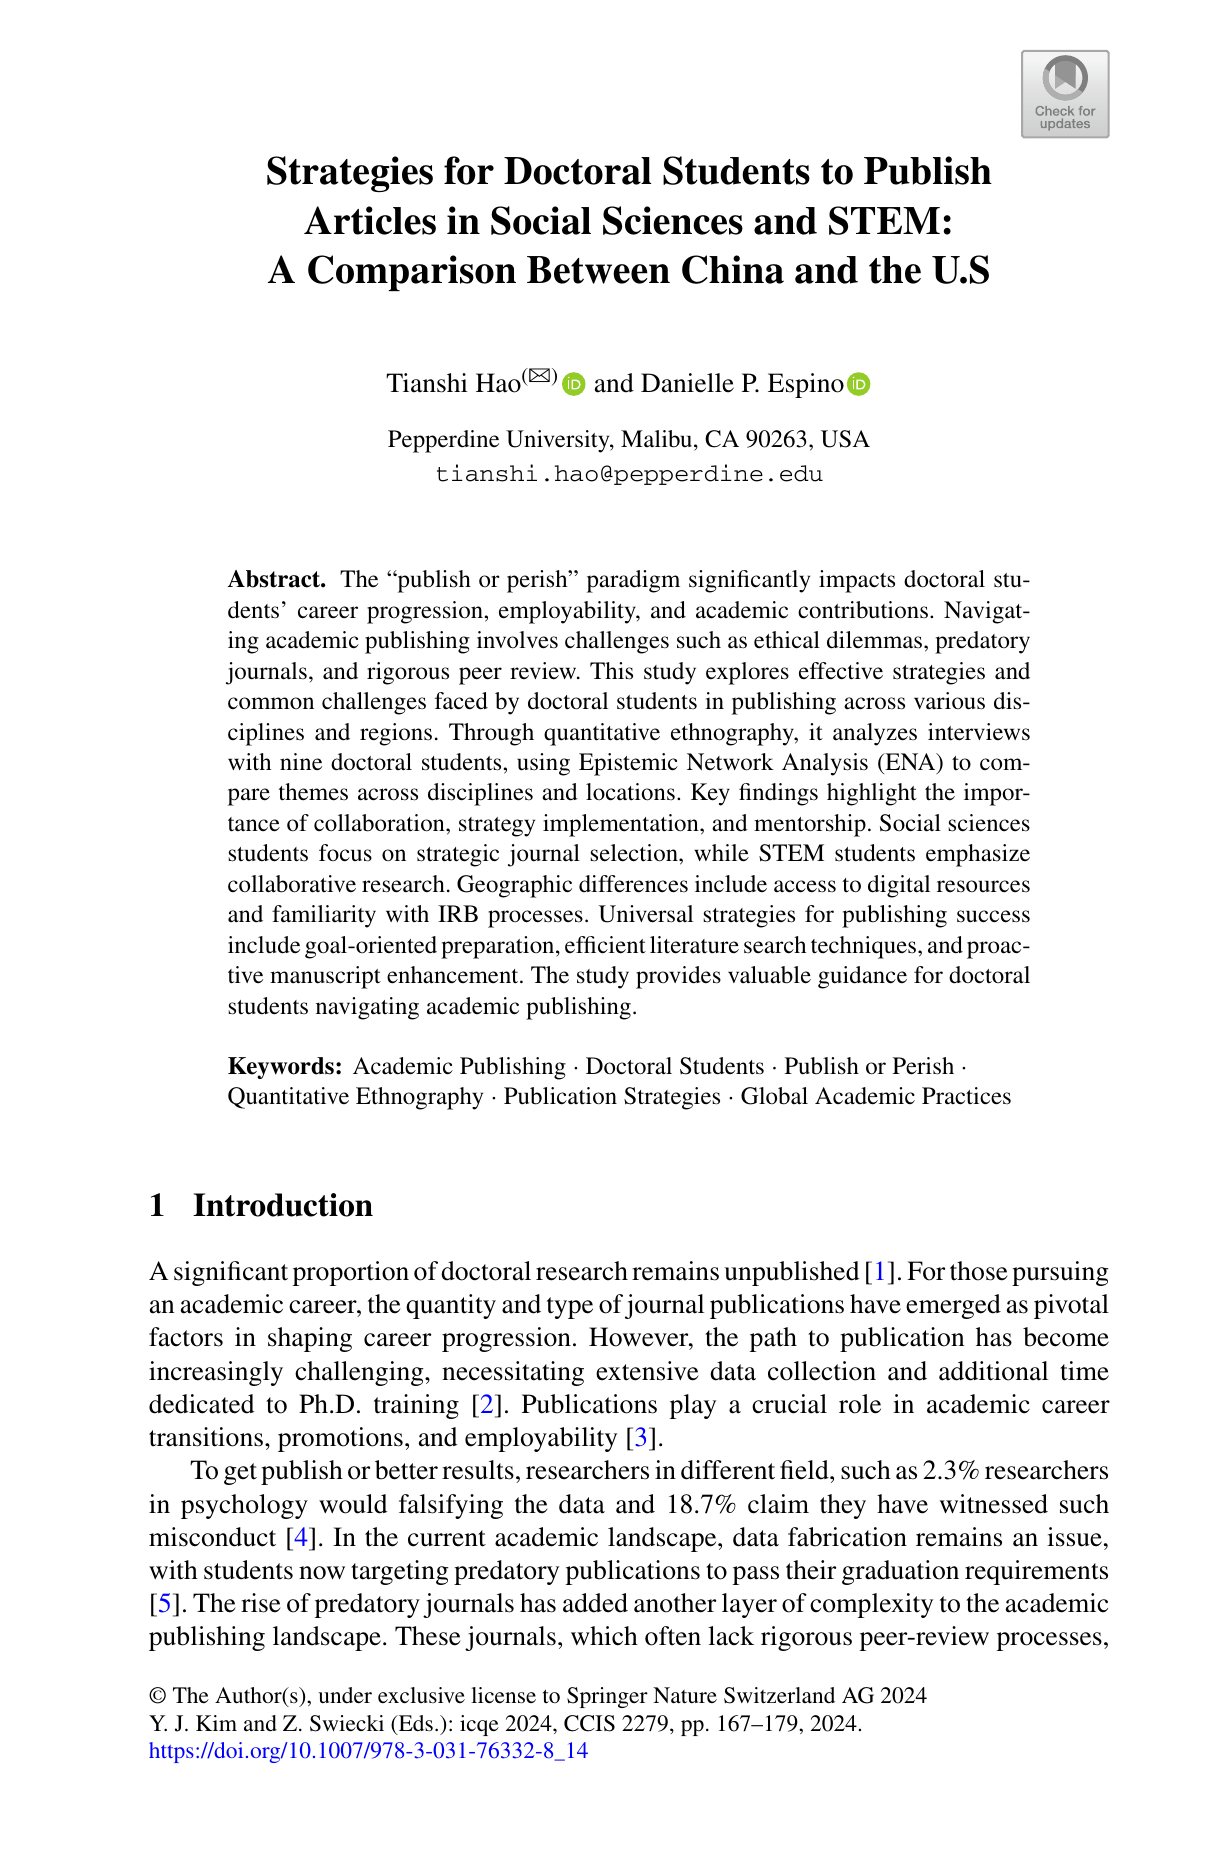 Check for
updates
Strategies for Doctoral Students to Publish
Articles in Social Sciences and STEM:
A Comparison Between China and the U.S
Tianshi Hao(✉) iD and Danielle P. Espino iD
Pepperdine University, Malibu, CA 90263, USA
tianshi.hao@pepperdine.edu
Abstract. The “publish or perish” paradigm significantly impacts doctoral stu-
dents’ career progression, employability, and academic contributions. Navigat-
ing academic publishing involves challenges such as ethical dilemmas, predatory
journals, and rigorous peer review. This study explores effective strategies and
common challenges faced by doctoral students in publishing across various dis-
ciplines and regions. Through quantitative ethnography, it analyzes interviews
with nine doctoral students, using Epistemic Network Analysis (ENA) to com-
pare themes across disciplines and locations. Key findings highlight the impor-
tance of collaboration, strategy implementation, and mentorship. Social sciences
students focus on strategic journal selection, while STEM students emphasize
collaborative research. Geographic differences include access to digital resources
and familiarity with IRB processes. Universal strategies for publishing success
include goal-oriented preparation, efficient literature search techniques, and proac-
tive manuscript enhancement. The study provides valuable guidance for doctoral
students navigating academic publishing.
Keywords: Academic Publishing · Doctoral Students · Publish or Perish ·
Quantitative Ethnography · Publication Strategies · Global Academic Practices
1 Introduction
A significant proportion of doctoral research remains unpublished [1]. For those pursuing
an academic career, the quantity and type of journal publications have emerged as pivotal
factors in shaping career progression. However, the path to publication has become
increasingly challenging, necessitating extensive data collection and additional time
dedicated to Ph.D. training [2]. Publications play a crucial role in academic career
transitions, promotions, and employability [3].
To get publish or better results, researchers in different field, such as 2.3% researchers
in psychology would falsifying the data and 18.7% claim they have witnessed such
misconduct [4]. In the current academic landscape, data fabrication remains an issue,
with students now targeting predatory publications to pass their graduation requirements
[5]. The rise of predatory journals has added another layer of complexity to the academic
publishing landscape. These journals, which often lack rigorous peer-review processes,
© The Author(s), under exclusive license to Springer Nature Switzerland AG 2024
Y. J. Kim and Z. Swiecki (Eds.): icqe 2024, CCIS 2279, pp. 167–179, 2024.
https://doi.org/10.1007/978-3-031-76332-8_14